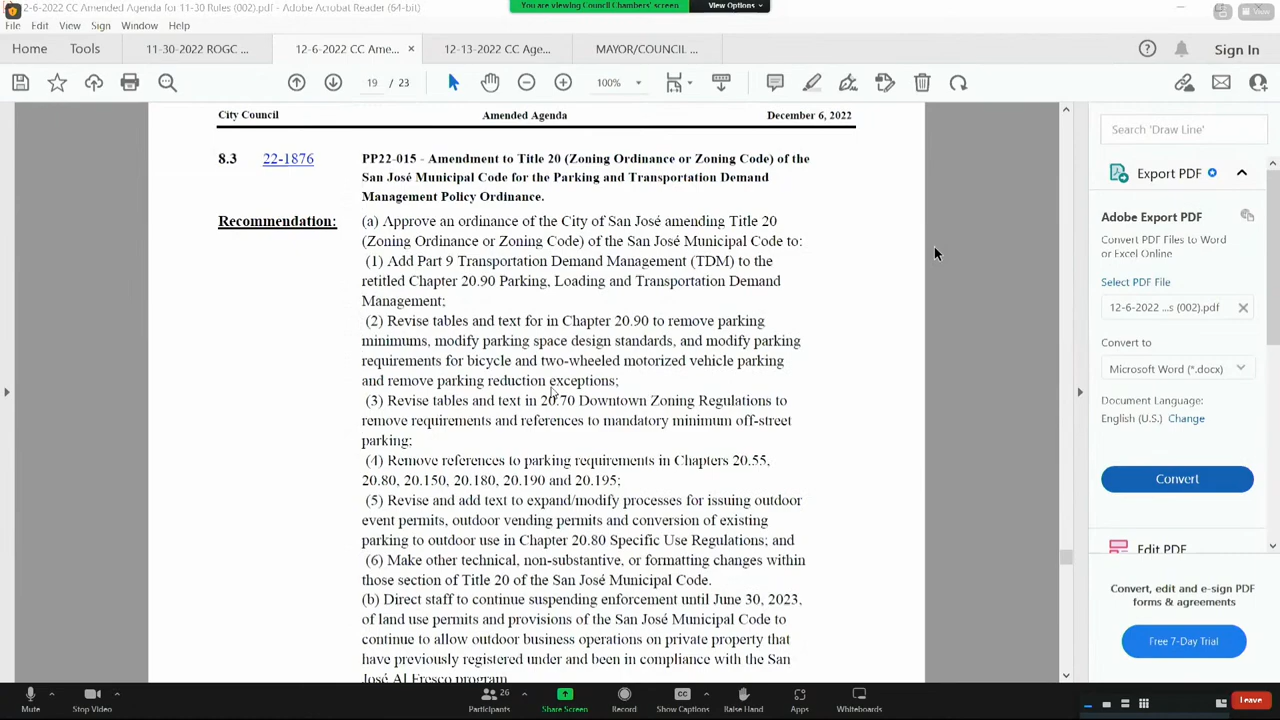 12-6-2022 CC Amended Agenda for 11-30 Rules (002).pdf - Adobe Acrobat Reader (64-bit)
You are viewing Council Chambers' screen
View Options
View
File Edit View Sign Window Help
Home Tools 11-30-2022 ROGC ... 12-6-2022 CC Ame... × 12-13-2022 CC Age... MAYOR/COUNCIL ... Sign In
19 / 23 100%
City Council Amended Agenda December 6, 2022
8.3 22-1876 PP22-015 - Amendment to Title 20 (Zoning Ordinance or Zoning Code) of the
San José Municipal Code for the Parking and Transportation Demand
Management Policy Ordinance.
Recommendation: (a) Approve an ordinance of the City of San José amending Title 20
(Zoning Ordinance or Zoning Code) of the San José Municipal Code to:
(1) Add Part 9 Transportation Demand Management (TDM) to the
retitled Chapter 20.90 Parking, Loading and Transportation Demand
Management;
(2) Revise tables and text for in Chapter 20.90 to remove parking
minimums, modify parking space design standards, and modify parking
requirements for bicycle and two-wheeled motorized vehicle parking
and remove parking reduction exceptions;
(3) Revise tables and text in 20.70 Downtown Zoning Regulations to
remove requirements and references to mandatory minimum off-street
parking;
(4) Remove references to parking requirements in Chapters 20.55,
20.80, 20.150, 20.180, 20.190 and 20.195;
(5) Revise and add text to expand/modify processes for issuing outdoor
event permits, outdoor vending permits and conversion of existing
parking to outdoor use in Chapter 20.80 Specific Use Regulations; and
(6) Make other technical, non-substantive, or formatting changes within
those section of Title 20 of the San José Municipal Code.
(b) Direct staff to continue suspending enforcement until June 30, 2023,
of land use permits and provisions of the San José Municipal Code to
continue to allow outdoor business operations on private property that
have previously registered under and been in compliance with the San
José Al Fresco program
Search 'Draw Line'
Export PDF
Adobe Export PDF
Convert PDF Files to Word
or Excel Online
Select PDF File
12-6-2022 ...s (002).pdf
Convert to
Microsoft Word (*.docx)
Document Language:
English (U.S.) Change
Convert
Edit PDF
Convert, edit and e-sign PDF
forms & agreements
Free 7-Day Trial
26
Mute Stop Video Participants Share Screen Record Show Captions Raise Hand Apps Whiteboards Leave